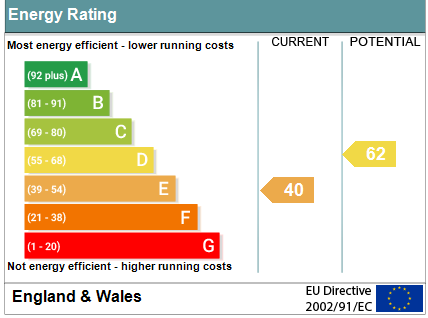 Energy Rating
Most energy efficient - lower running costs
CURRENT
POTENTIAL
(92 plus) A
(81 - 91) B
(69 - 80) C
(55 - 68) D
62
(39 - 54) E
40
(21 - 38) F
(1 - 20) G
Not energy efficient - higher running costs
England & Wales
EU Directive
2002/91/EC